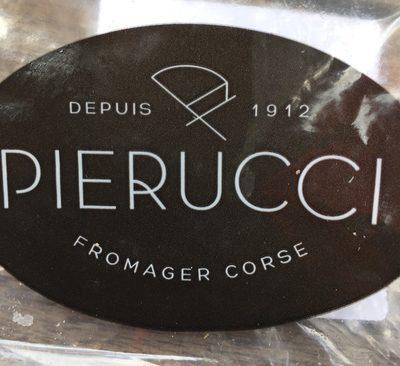 DEPUIS 1912
PIERUCCI
FROMAGER CORSE